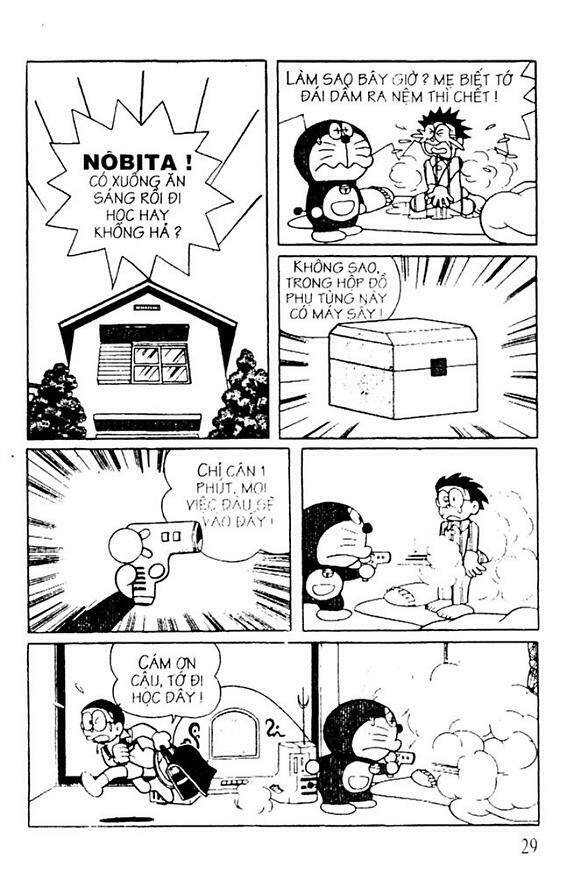 NÔBITA !
CÓ XUỐNG ĂN
SÁNG RỒI ĐI
HỌC HAY
KHÔNG HẢ ?
LÀM SAO BÂY GIỜ ? MẸ BIẾT TỚ
ĐÁI DẦM RA NỆM THÌ CHẾT !
KHÔNG SAO,
TRONG HỘP ĐỒ
PHỤ TÙNG NÀY
CÓ MÁY SẤY !
CHỈ CẦN 1
PHÚT, MỌI
VIỆC ĐÂU SẼ
VÀO ĐẤY !
CÁM ƠN
CẬU, TỚ ĐI
HỌC ĐÂY !
29